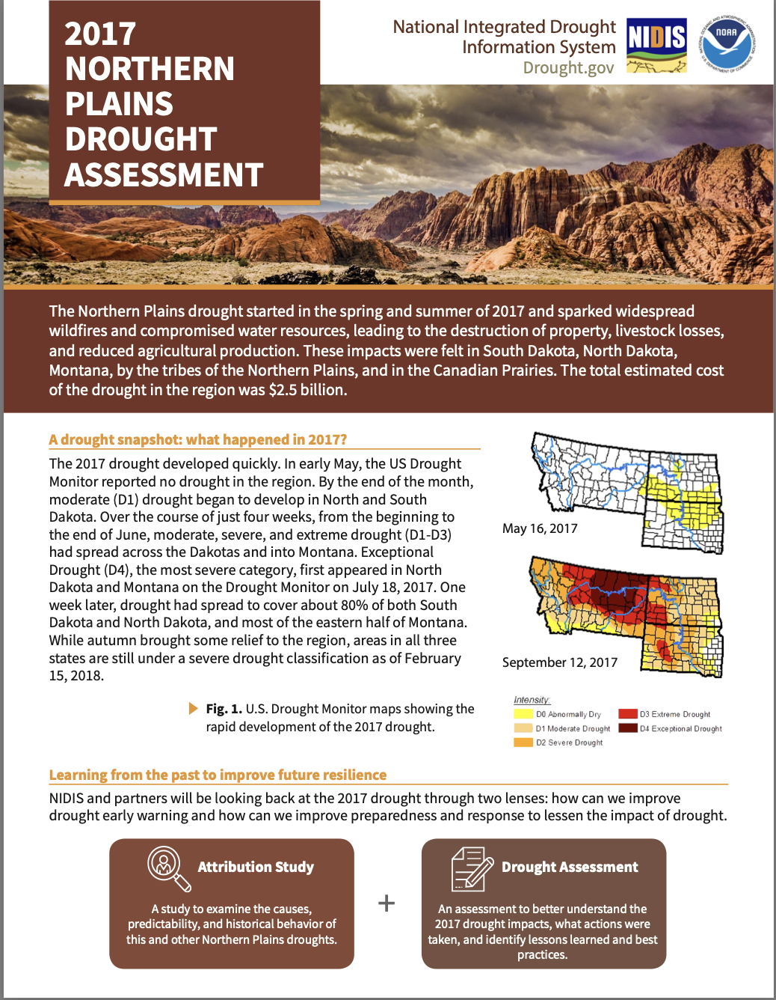 2017
NORTHERN
PLAINS
DROUGHT
ASSESSMENT
National Integrated Drought
Information System
Drought.gov
NIDIS
NATIONAL OCEANIC AND ATMOSPHERIC ADMINISTRATION
NOAA
U.S. DEPARTMENT OF COMMERCE
The Northern Plains drought started in the spring and summer of 2017 and sparked widespread
wildfires and compromised water resources, leading to the destruction of property, livestock losses,
and reduced agricultural production. These impacts were felt in South Dakota, North Dakota,
Montana, by the tribes of the Northern Plains, and in the Canadian Prairies. The total estimated cost
of the drought in the region was $2.5 billion.
A drought snapshot: what happened in 2017?
The 2017 drought developed quickly. In early May, the US Drought
Monitor reported no drought in the region. By the end of the month,
moderate (D1) drought began to develop in North and South
Dakota. Over the course of just four weeks, from the beginning to
the end of June, moderate, severe, and extreme drought (D1-D3)
had spread across the Dakotas and into Montana. Exceptional
Drought (D4), the most severe category, first appeared in North
Dakota and Montana on the Drought Monitor on July 18, 2017. One
week later, drought had spread to cover about 80% of both South
Dakota and North Dakota, and most of the eastern half of Montana.
While autumn brought some relief to the region, areas in all three
states are still under a severe drought classification as of February
15, 2018.
May 16, 2017
September 12, 2017
Fig. 1. U.S. Drought Monitor maps showing the
rapid development of the 2017 drought.
Intensity:
D0 Abnormally Dry
D1 Moderate Drought
D2 Severe Drought
D3 Extreme Drought
D4 Exceptional Drought
Learning from the past to improve future resilience
NIDIS and partners will be looking back at the 2017 drought through two lenses: how can we improve
drought early warning and how can we improve preparedness and response to lessen the impact of drought.
Attribution Study
A study to examine the causes,
predictability, and historical behavior of
this and other Northern Plains droughts.
+
Drought Assessment
An assessment to better understand the
2017 drought impacts, what actions were
taken, and identify lessons learned and best
practices.